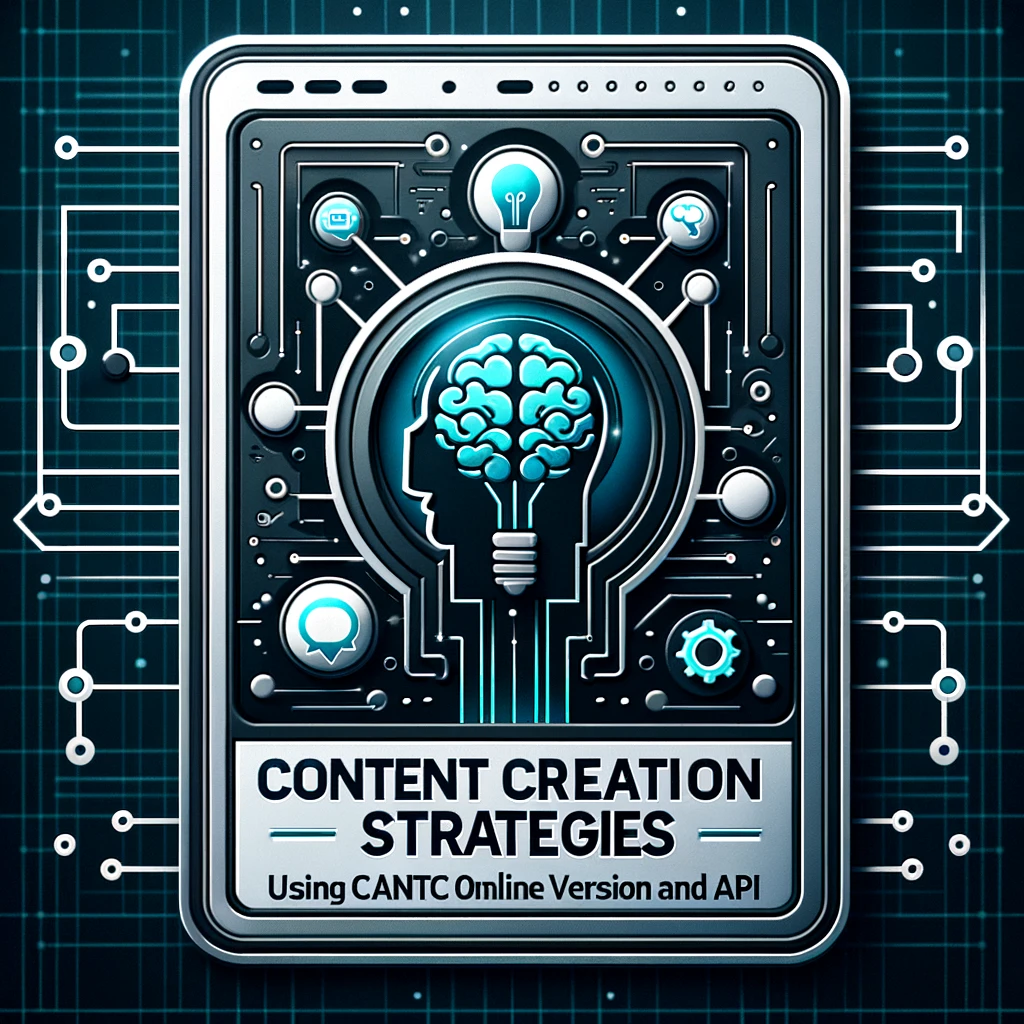 CONTENT CREATION
STRATEGIES
Using CANTC Omline Version and API